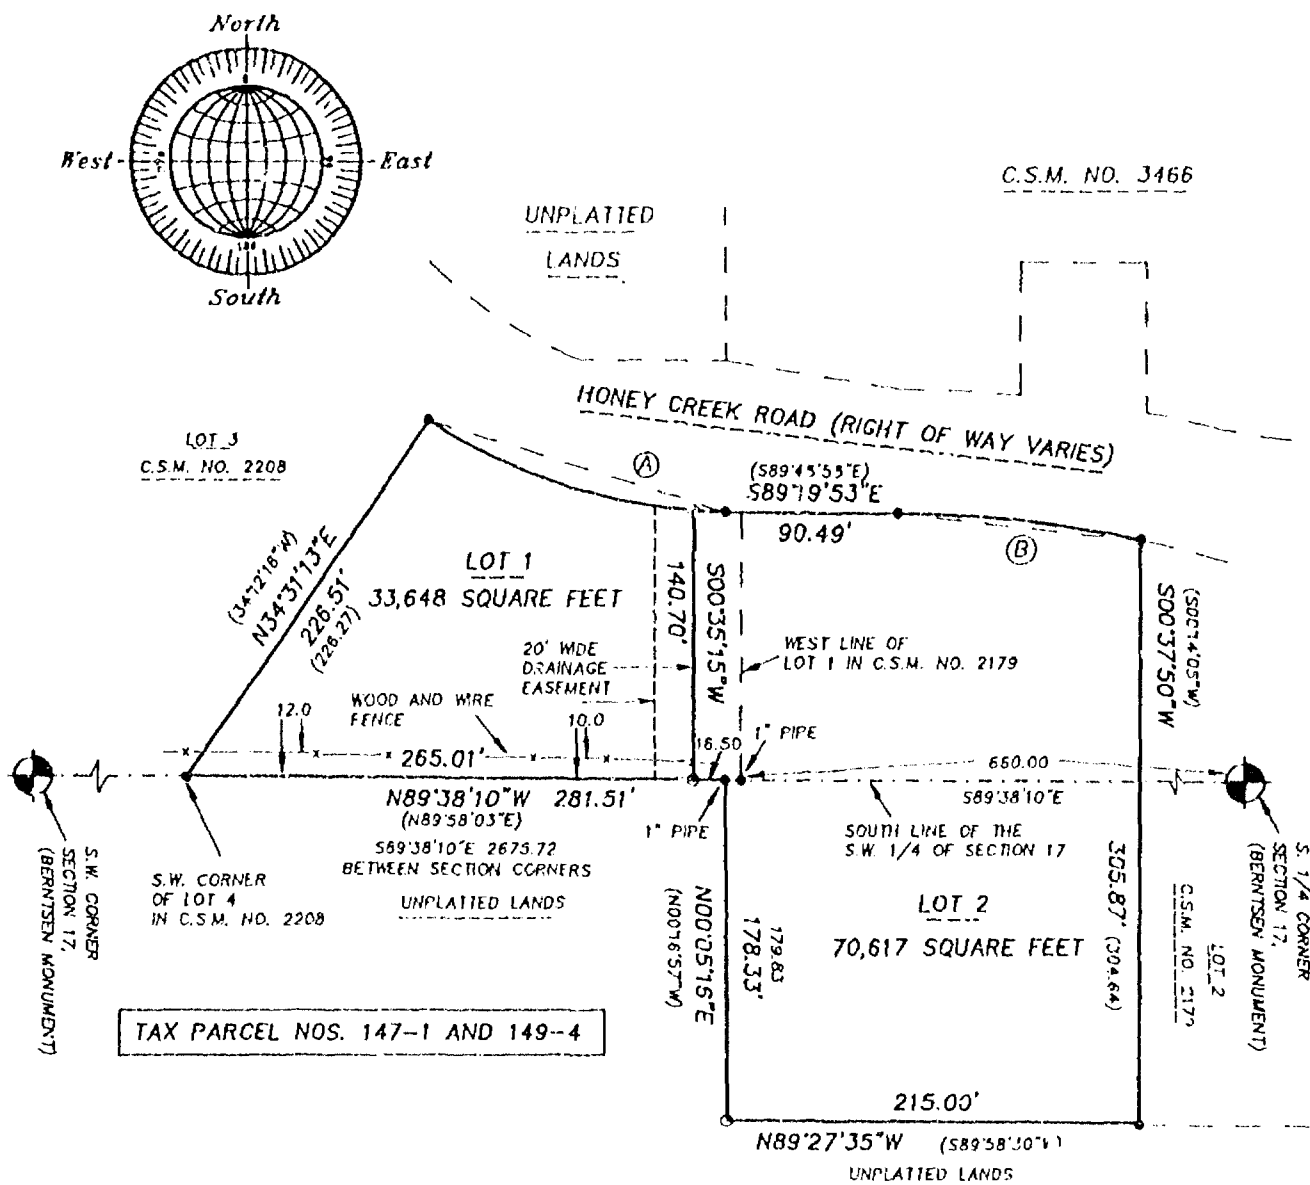 North
West
East
South
C.S.M. NO. 3466
UNPLATTED
LANDS
HONEY CREEK ROAD (RIGHT OF WAY VARIES)
LOT 3
C.S.M. NO. 2208
A
(S89°45'55"E)
S89°19'53"E
90.49'
B
N34°31'13"E
226.51'
(226.27)
LOT 1
33,648 SQUARE FEET
140.70'
S00°35'15"W
20' WIDE
DRAINAGE
EASEMENT
WEST LINE OF
LOT 1 IN C.S.M. NO. 2179
S00°37'50"W
WOOD AND WIRE
FENCE
12.0
10.0
265.01'
1" PIPE
660.00
N89°38'10"W 281.51'
(N89°58'03"E)
S89°38'10"E
S89°38'10"E 2675.72
BETWEEN SECTION CORNERS
UNPLATTED LANDS
1" PIPE
SOUTH LINE OF THE
S.W. 1/4 OF SECTION 17
S.W. CORNER
SECTION 17,
(BERNTSEN MONUMENT)
S.W. CORNER
OF LOT 4
IN C.S.M. NO. 2208
N00°05'15"E
(N00°16'57"W)
179.83
178.33'
LOT 2
70,617 SQUARE FEET
305.87' (304.64)
LOT 2
S. 1/4 CORNER
SECTION 17,
(BERNTSEN MONUMENT)
TAX PARCEL NOS. 147-1 AND 149-4
215.00'
N89°27'35"W
UNPLATTED LANDS